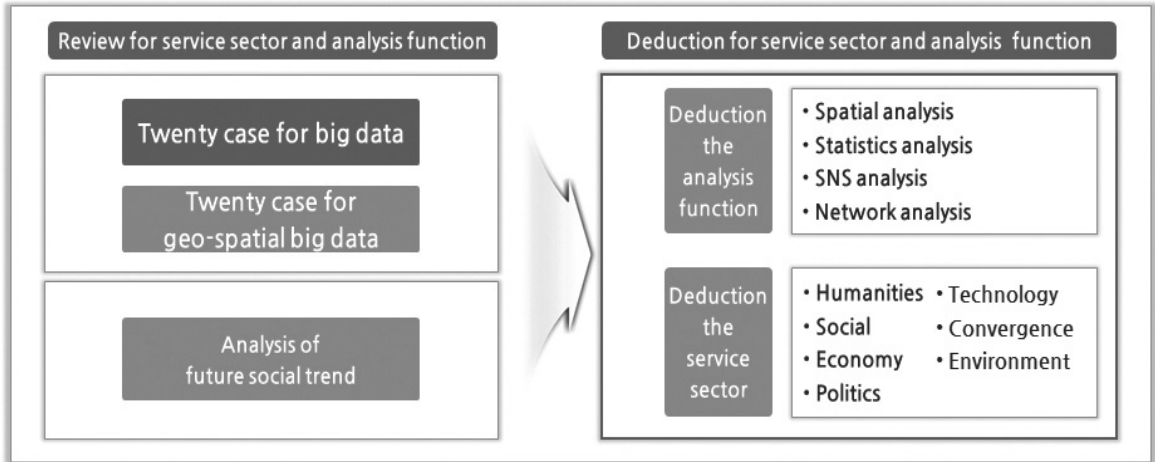 Review for service sector and analysis function
Twenty case for big data
Twenty case for
geo-spatial big data
Analysis of
future social trend
Deduction for service sector and analysis function
Deduction
the
analysis
function
• Spatial analysis
• Statistics analysis
• SNS analysis
• Network analysis
Deduction
the
service
sector
• Humanities
• Social
• Economy
• Politics
• Technology
• Convergence
• Environment